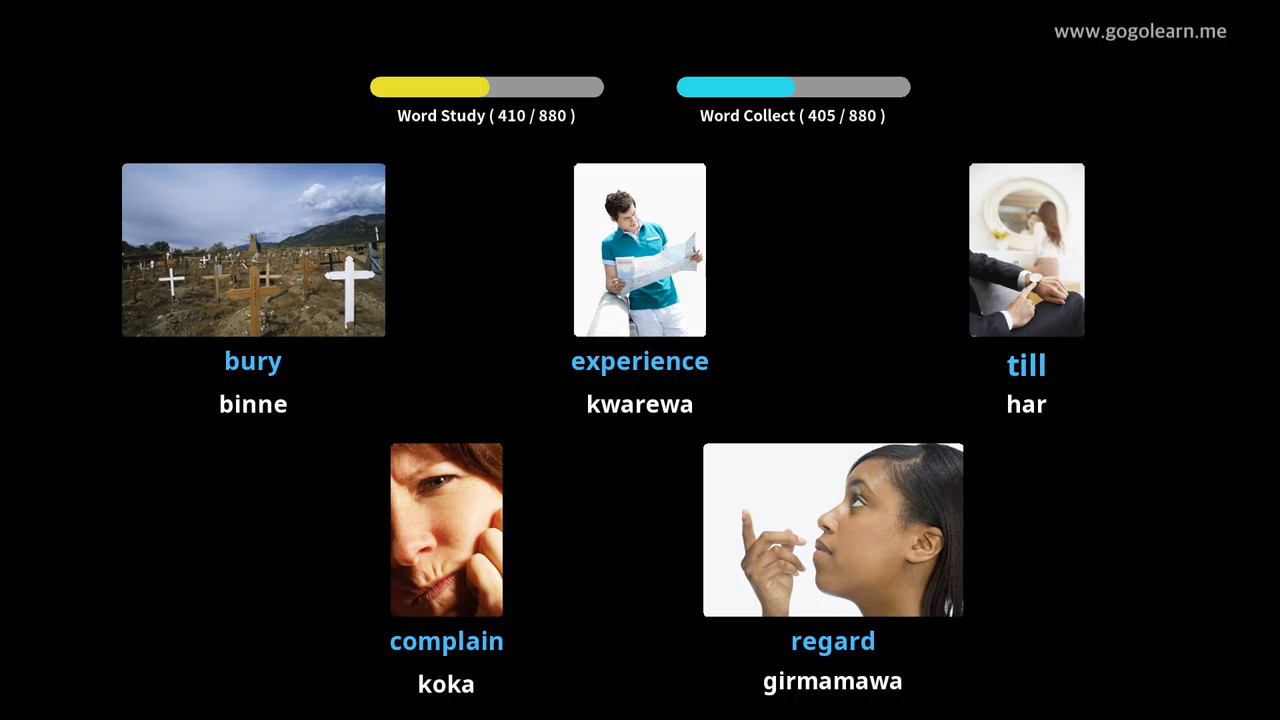 www.gogolearn.me
Word Study ( 410 / 880 )
Word Collect ( 405 / 880 )
bury
experience
till
binne
kwarewa
har
complain
regard
koka
girmamawa